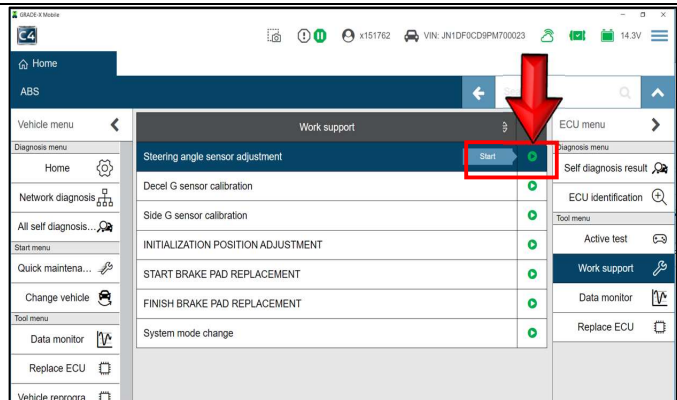 GRADE-X Mobile
C4
x151762
VIN: JN1DF0CD9PM700023
14.3V
Home
ABS
Vehicle menu
Diagnosis menu
Home
Network diagnosis
All self diagnosis...
Start menu
Quick maintena...
Change vehicle
Tool menu
Data monitor
Replace ECU
Vehicle reprogra
Work support
Steering angle sensor adjustment
Start
Decel G sensor calibration
Side G sensor calibration
INITIALIZATION POSITION ADJUSTMENT
START BRAKE PAD REPLACEMENT
FINISH BRAKE PAD REPLACEMENT
System mode change
ECU menu
Diagnosis menu
Self diagnosis result
ECU identification
Tool menu
Active test
Work support
Data monitor
Replace ECU